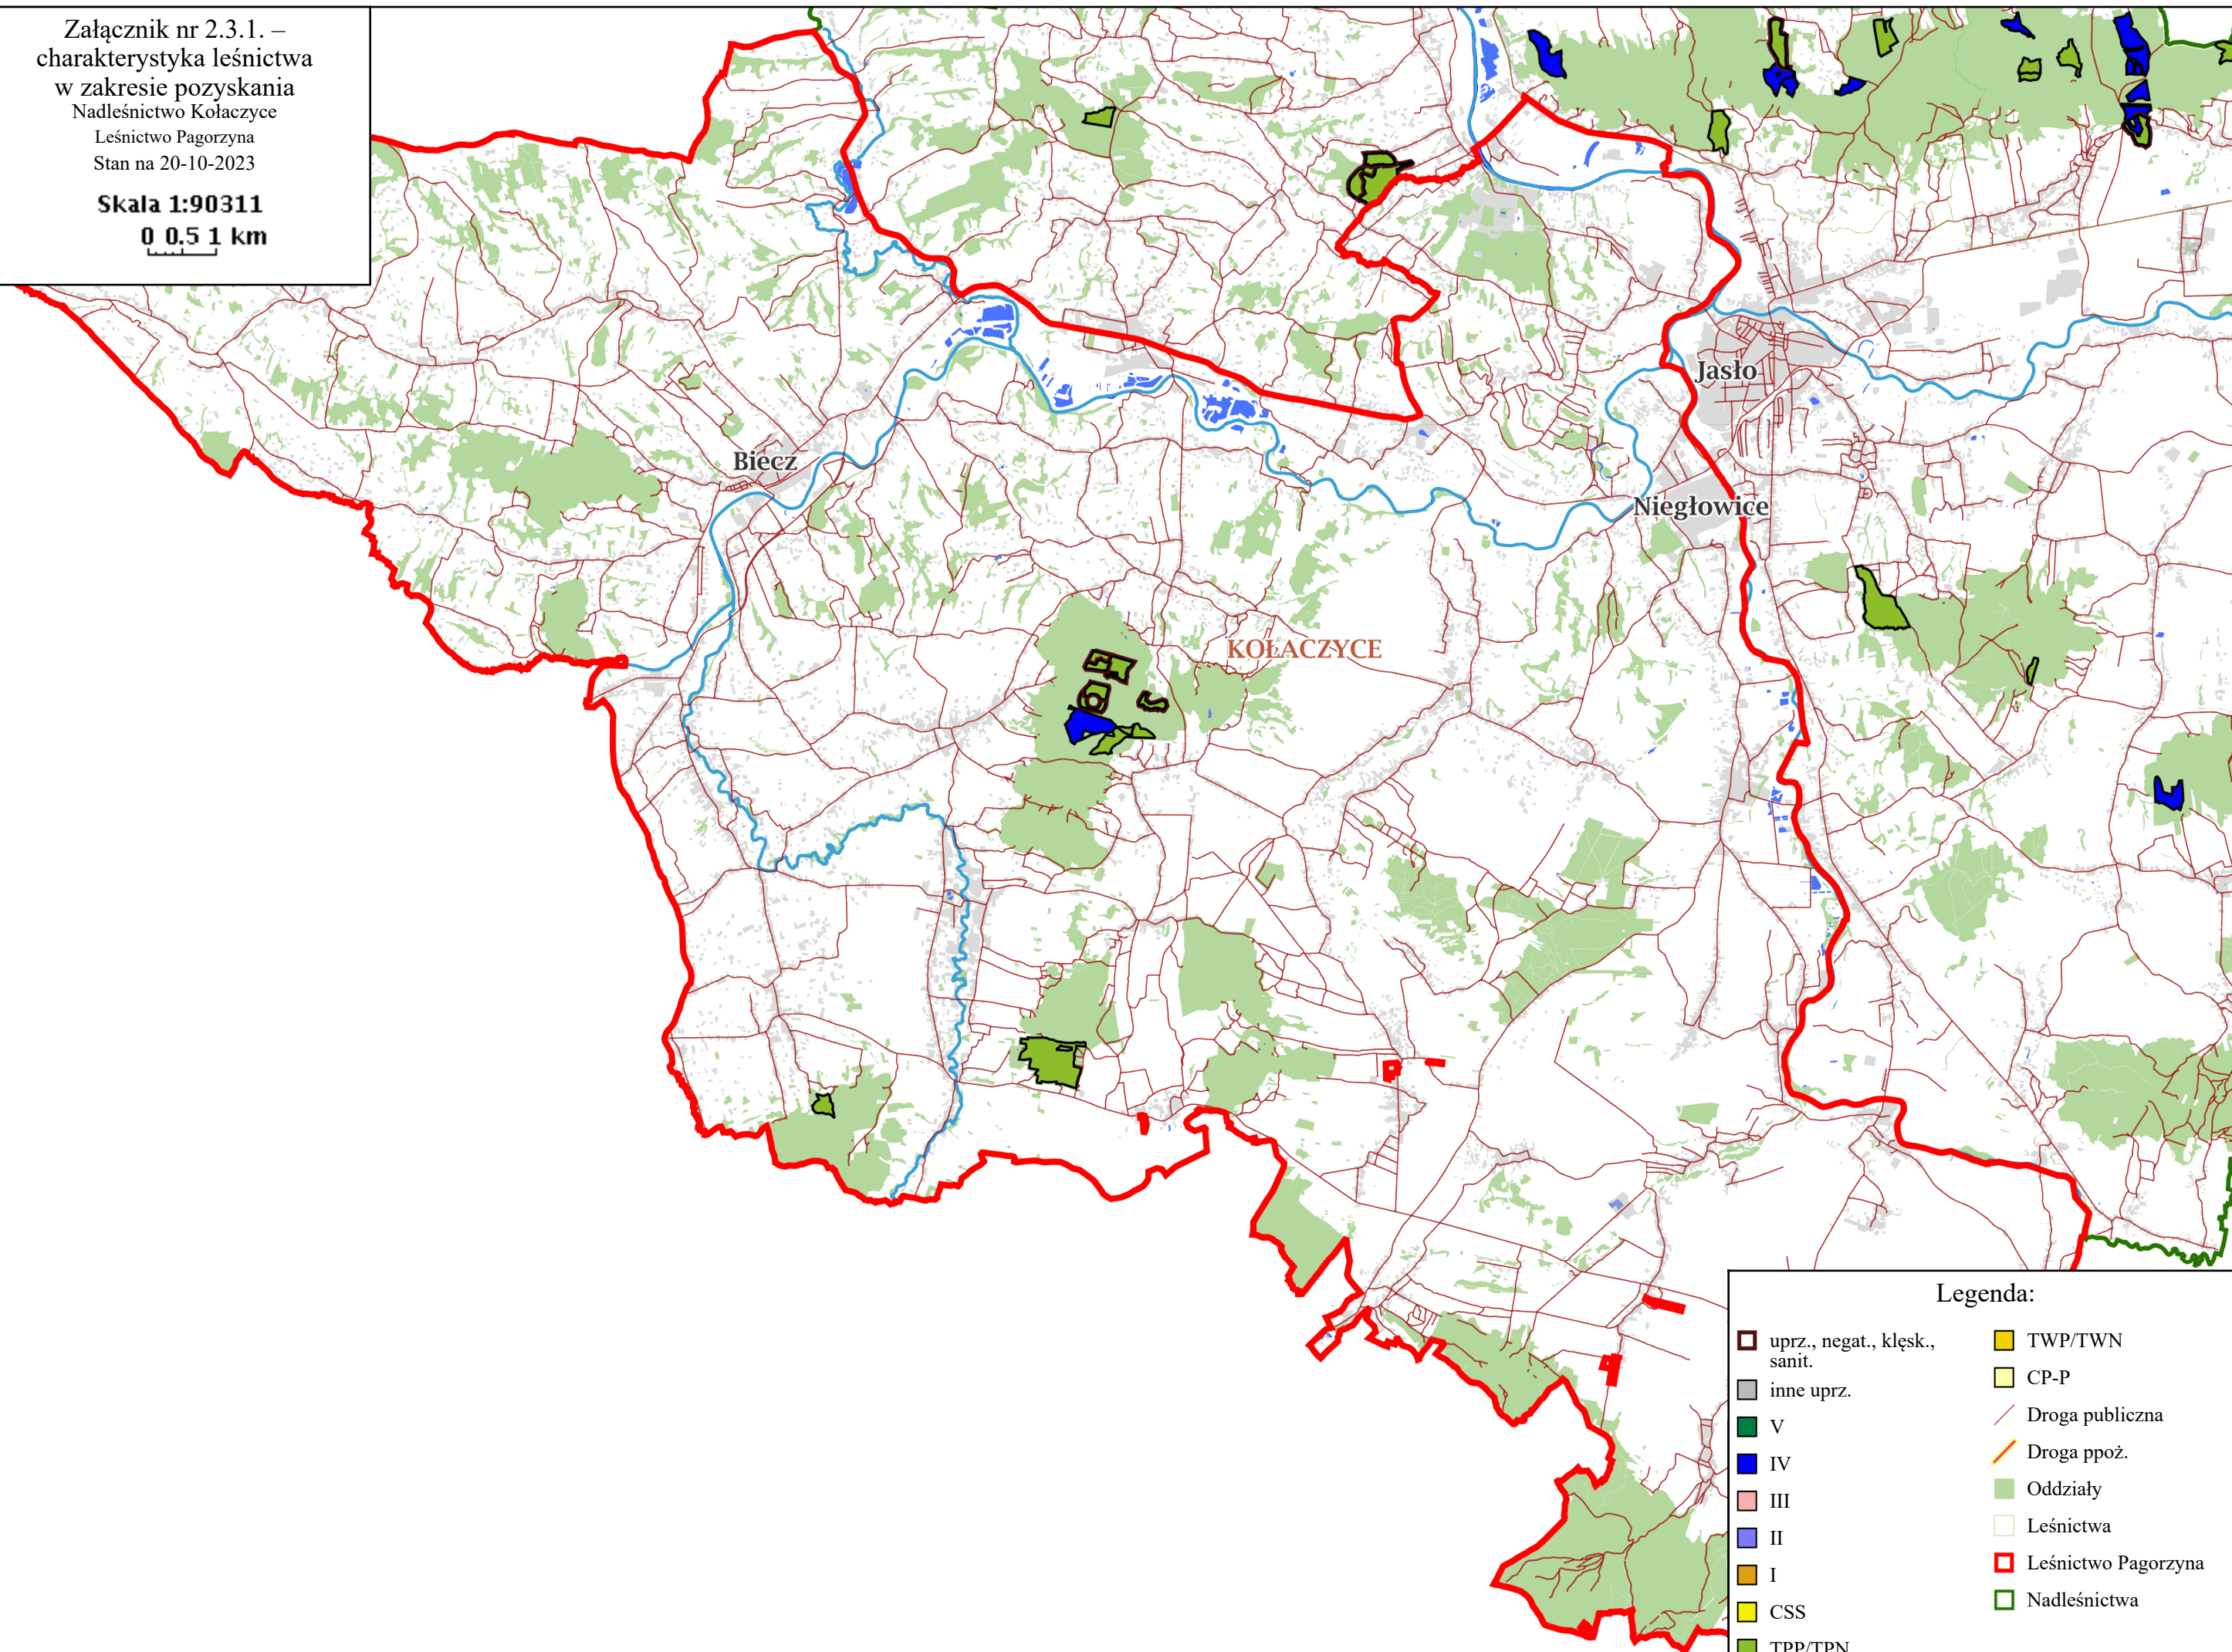 Załącznik nr 2.3.1. –
charakterystyka leśnictwa
w zakresie pozyskania
Nadleśnictwo Kołaczyce
Leśnictwo Pagorzyna
Stan na 20-10-2023
Skala 1:90311
0 0.5 1 km
Jasło
Biecz
Niegłowice
KOŁACZYCE
Legenda:
uprz., negat., klęsk.,
sanit.
inne uprz.
V
IV
III
II
I
CSS
TPP/TPN
TWP/TWN
CP-P
Droga publiczna
Droga ppoż.
Oddziały
Leśnictwa
Leśnictwo Pagorzyna
Nadleśnictwa